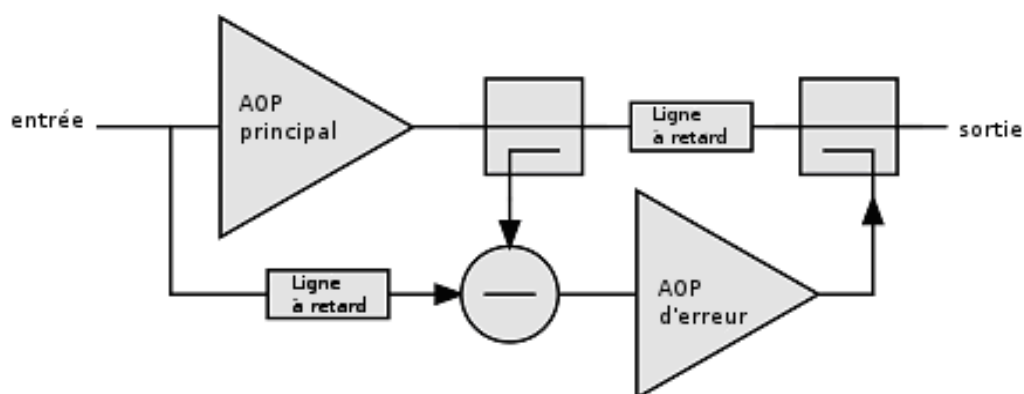 entrée
AOP
principal
Ligne
à retard
sortie
Ligne
à retard
AOP
d'erreur